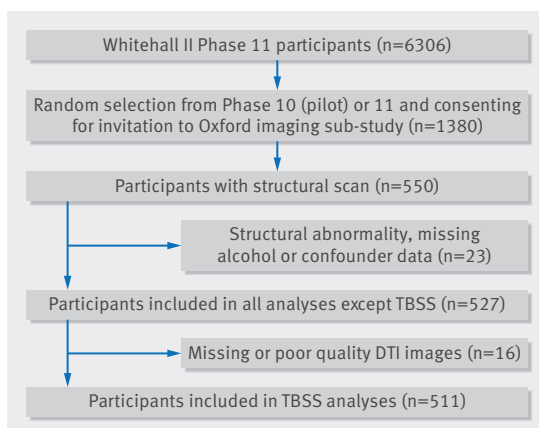 Whitehall II Phase 11 participants (n=6306)
Random selection from Phase 10 (pilot) or 11 and consenting
for invitation to Oxford imaging sub-study (n=1380)
Participants with structural scan (n=550)
Structural abnormality, missing
alcohol or confounder data (n=23)
Participants included in all analyses except TBSS (n=527)
Missing or poor quality DTI images (n=16)
Participants included in TBSS analyses (n=511)